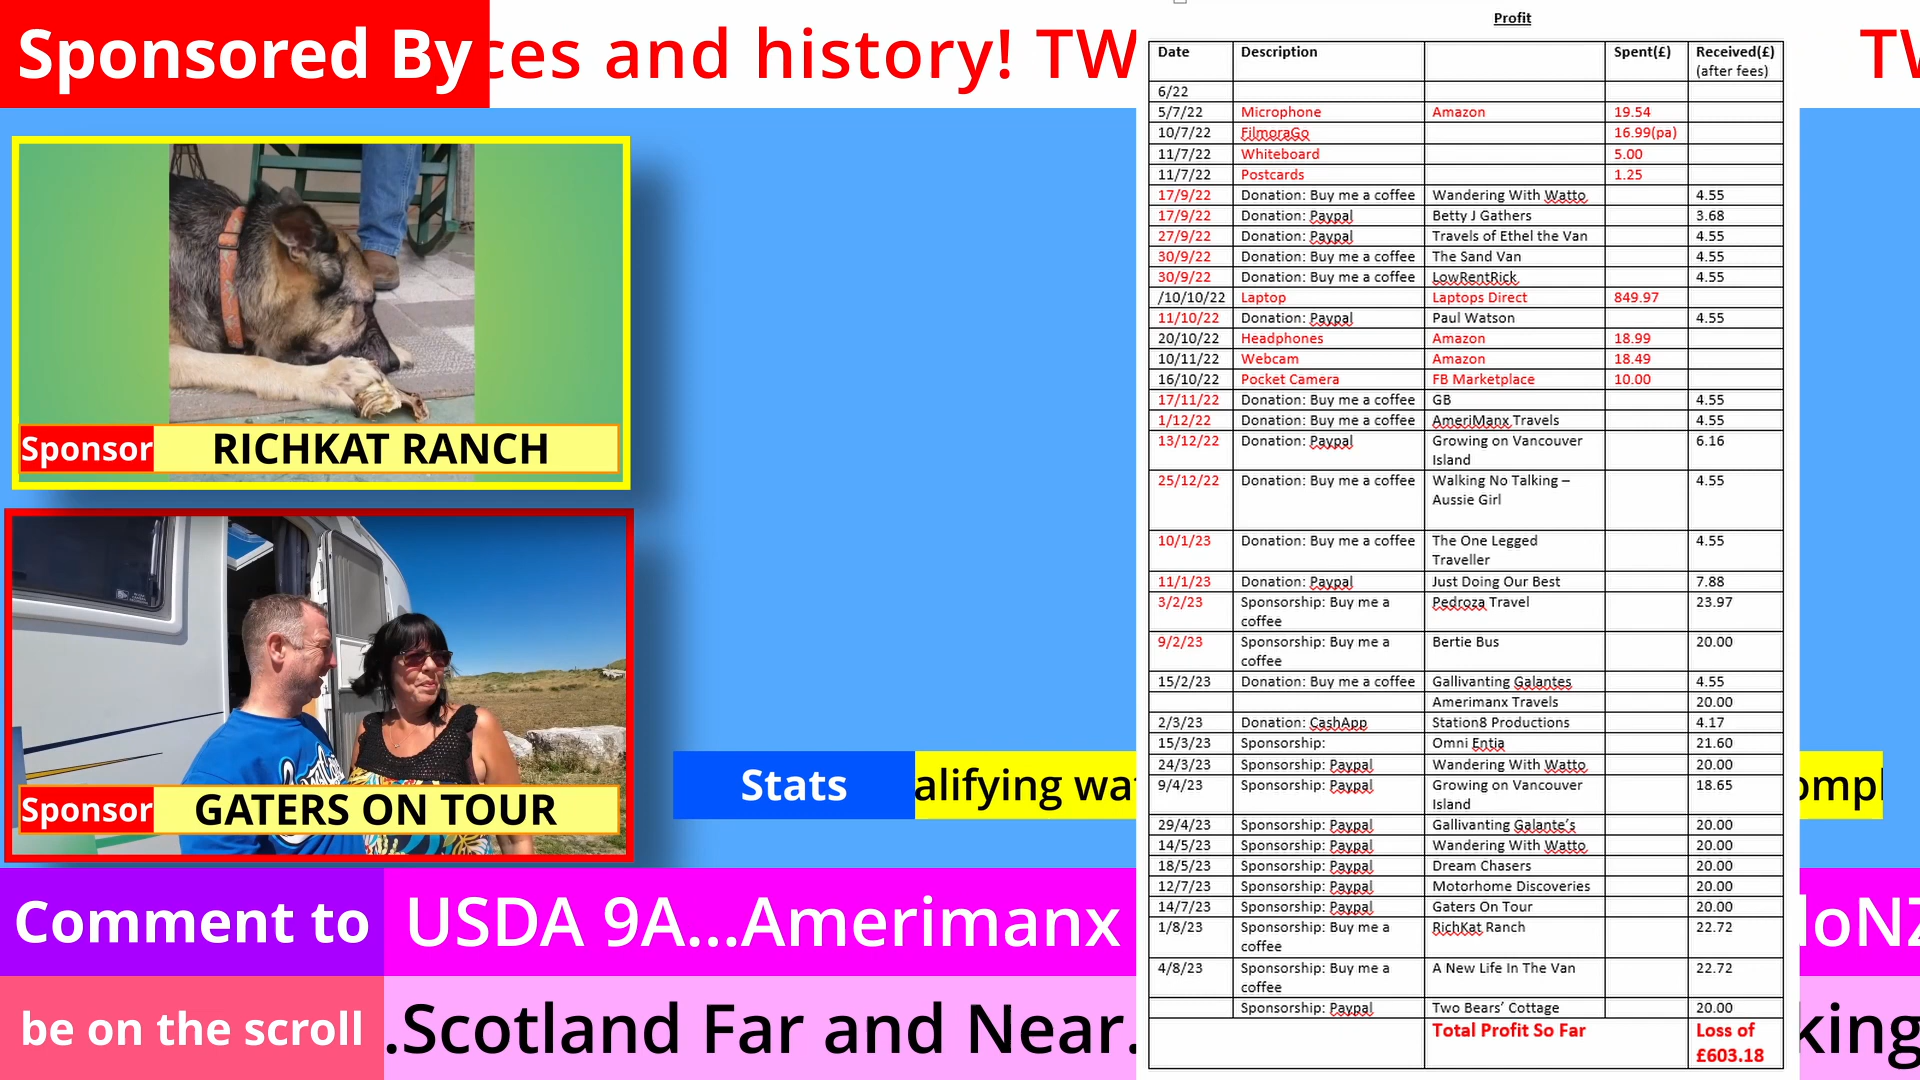 Sponsored By
ces and history! TW
TW
Sponsor
RICHKAT RANCH
Sponsor
GATERS ON TOUR
Stats
alifying wa
ompl
Comment to
USDA 9A...Amerimanx
loNZ
be on the scroll
.Scotland Far and Near.
king
Profit
Date Description Spent(£) Received(£)
(after fees)
6/22
5/7/22 Microphone Amazon 19.54
10/7/22 FilmoraGo 16.99(pa)
11/7/22 Whiteboard 5.00
11/7/22 Postcards 1.25
17/9/22 Donation: Buy me a coffee Wandering With Watto 4.55
17/9/22 Donation: Paypal Betty J Gathers 3.68
27/9/22 Donation: Paypal Travels of Ethel the Van 4.55
30/9/22 Donation: Buy me a coffee The Sand Van 4.55
30/9/22 Donation: Buy me a coffee LowRentRick 4.55
/10/10/22 Laptop Laptops Direct 849.97
11/10/22 Donation: Paypal Paul Watson 4.55
20/10/22 Headphones Amazon 18.99
10/11/22 Webcam Amazon 18.49
16/10/22 Pocket Camera FB Marketplace 10.00
17/11/22 Donation: Buy me a coffee GB 4.55
1/12/22 Donation: Buy me a coffee AmeriManx Travels 4.55
13/12/22 Donation: Paypal Growing on Vancouver 6.16
Island
25/12/22 Donation: Buy me a coffee Walking No Talking – 4.55
Aussie Girl
10/1/23 Donation: Buy me a coffee The One Legged 4.55
Traveller
11/1/23 Donation: Paypal Just Doing Our Best 7.88
3/2/23 Sponsorship: Buy me a Pedroza Travel 23.97
coffee
9/2/23 Sponsorship: Buy me a Bertie Bus 20.00
coffee
15/2/23 Donation: Buy me a coffee Gallivanting Galantes 4.55
Amerimanx Travels 20.00
2/3/23 Donation: CashApp Station8 Productions 4.17
15/3/23 Sponsorship: Omni Entia 21.60
24/3/23 Sponsorship: Paypal Wandering With Watto 20.00
9/4/23 Sponsorship: Paypal Growing on Vancouver 18.65
Island
29/4/23 Sponsorship: Paypal Gallivanting Galante’s 20.00
14/5/23 Sponsorship: Paypal Wandering With Watto 20.00
18/5/23 Sponsorship: Paypal Dream Chasers 20.00
12/7/23 Sponsorship: Paypal Motorhome Discoveries 20.00
14/7/23 Sponsorship: Paypal Gaters On Tour 20.00
1/8/23 Sponsorship: Buy me a RichKat Ranch 22.72
coffee
4/8/23 Sponsorship: Buy me a A New Life In The Van 22.72
coffee
Sponsorship: Paypal Two Bears’ Cottage 20.00
Total Profit So Far Loss of
£603.18